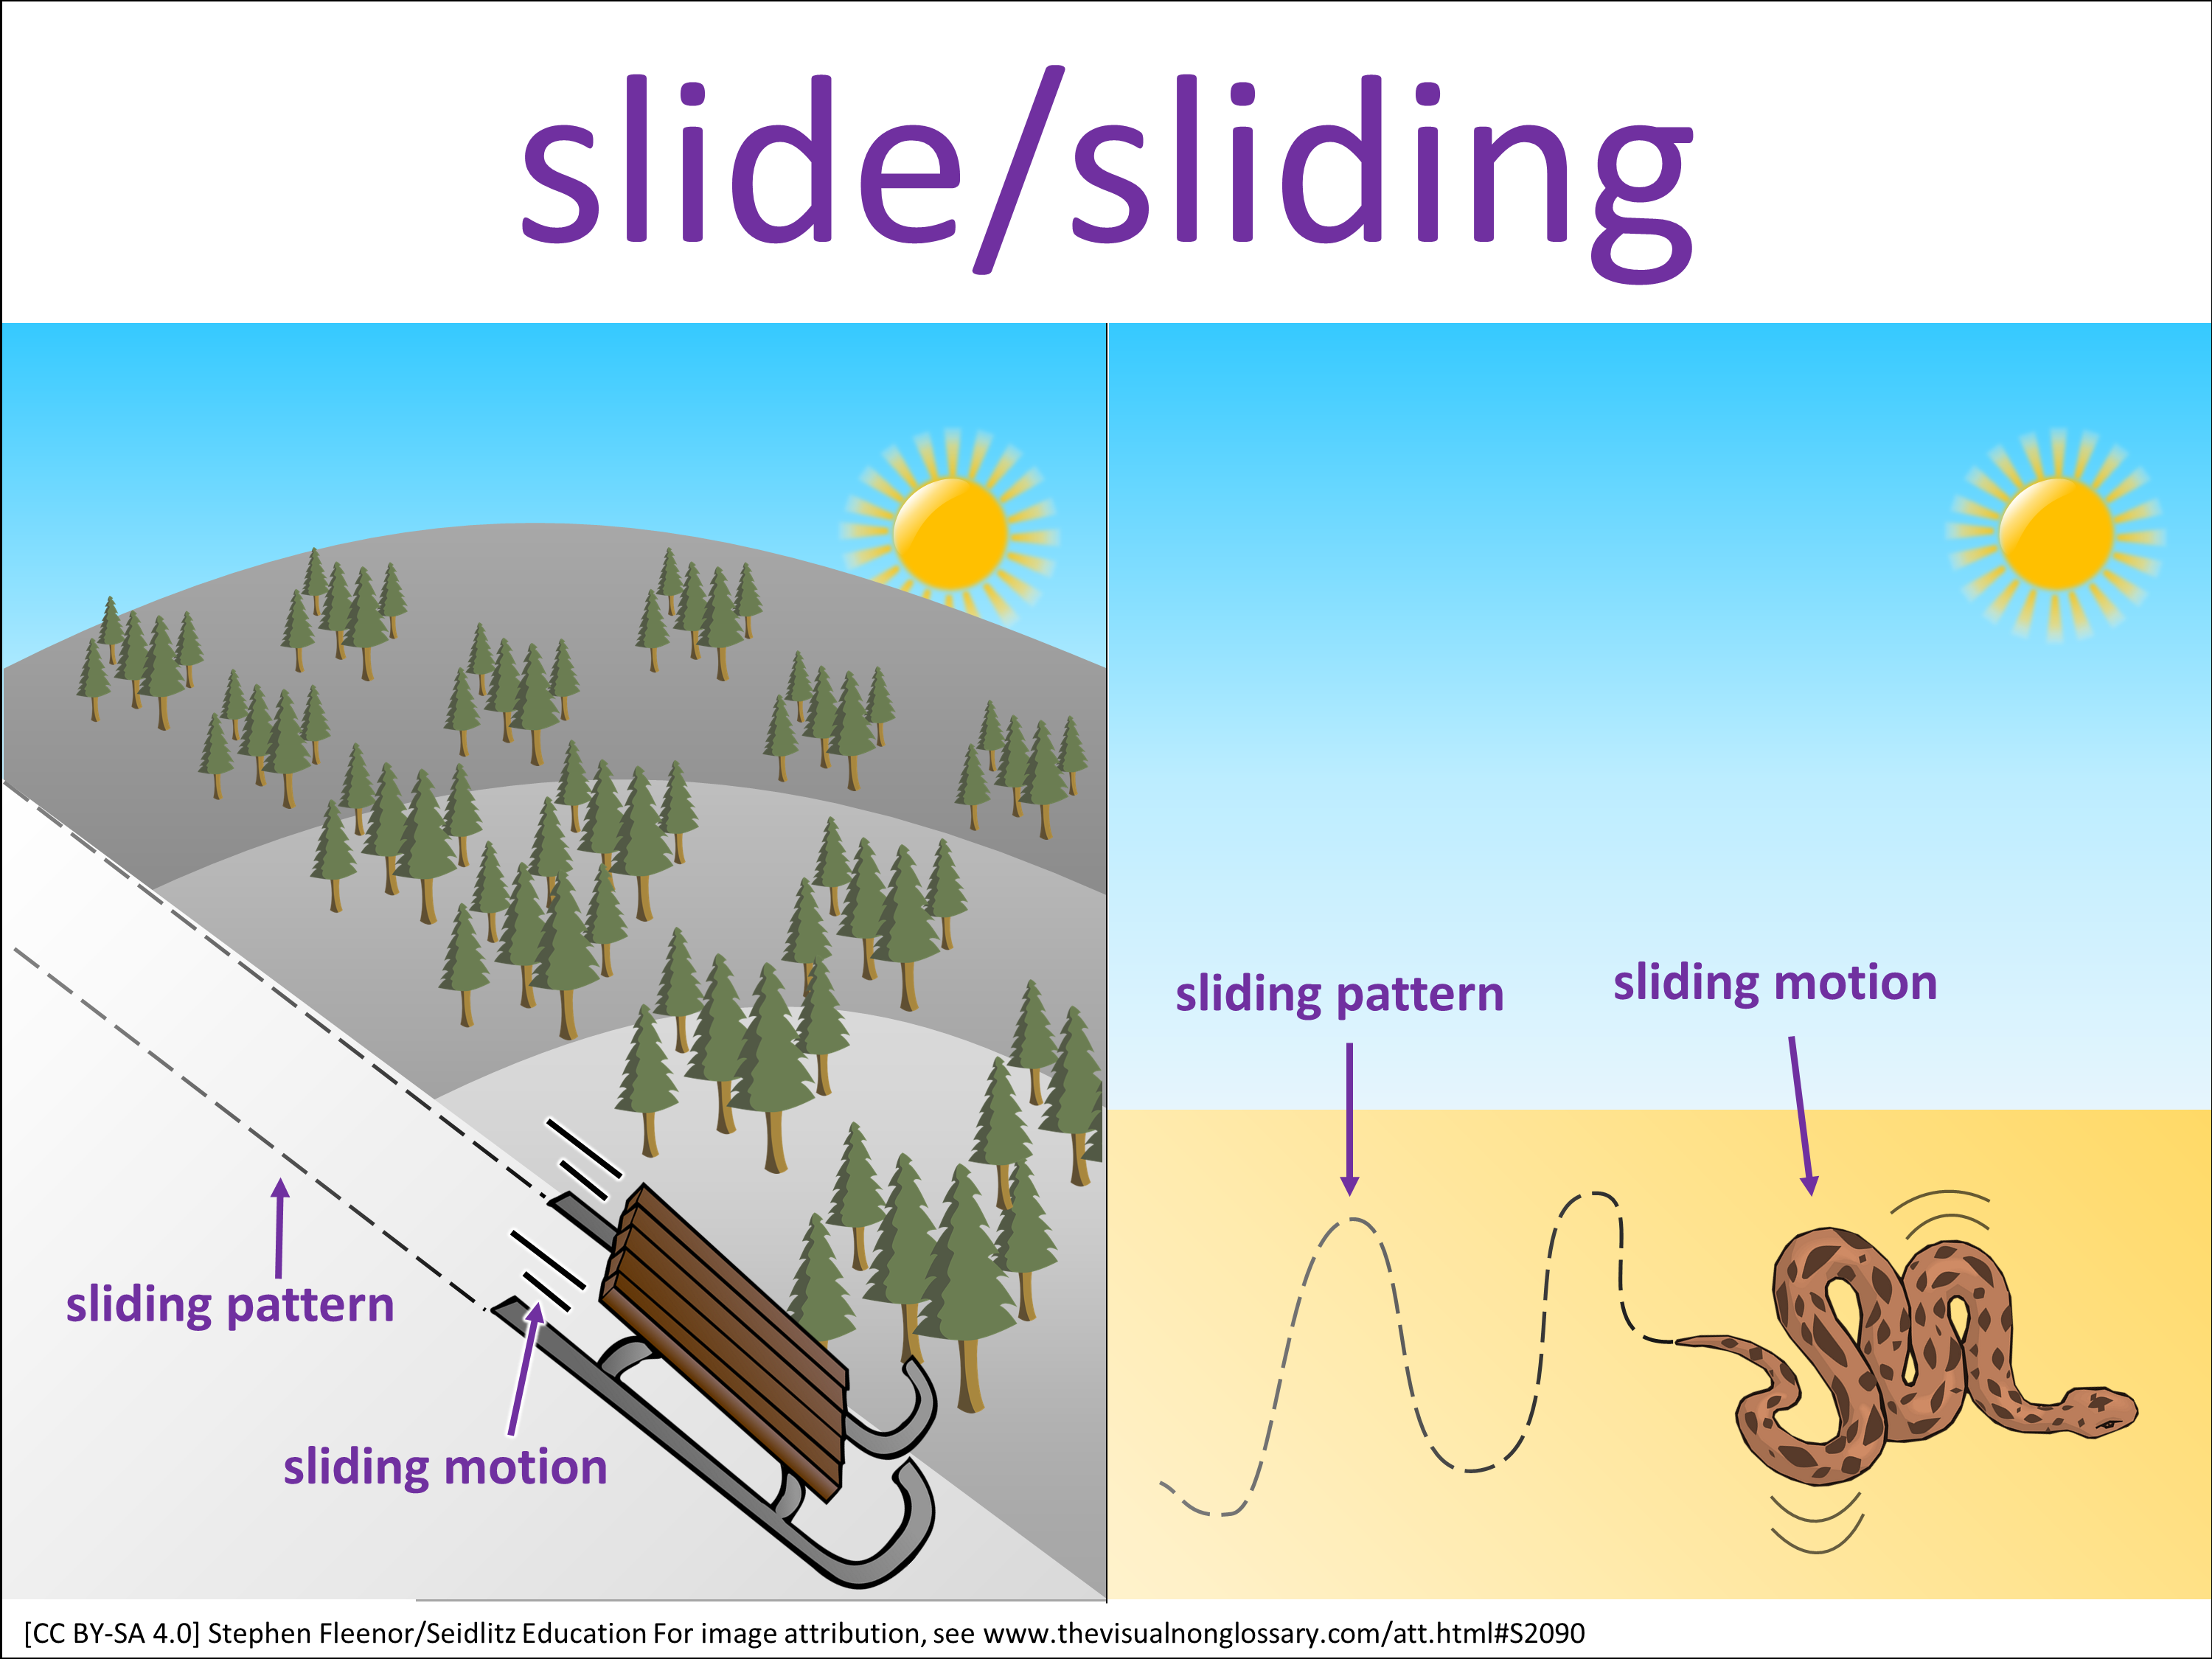 slide/sliding
sliding pattern
sliding motion
sliding pattern
sliding motion
[CC BY-SA 4.0] Stephen Fleenor/Seidlitz Education For image attribution, see www.thevisualnonglossary.com/att.html#S2090